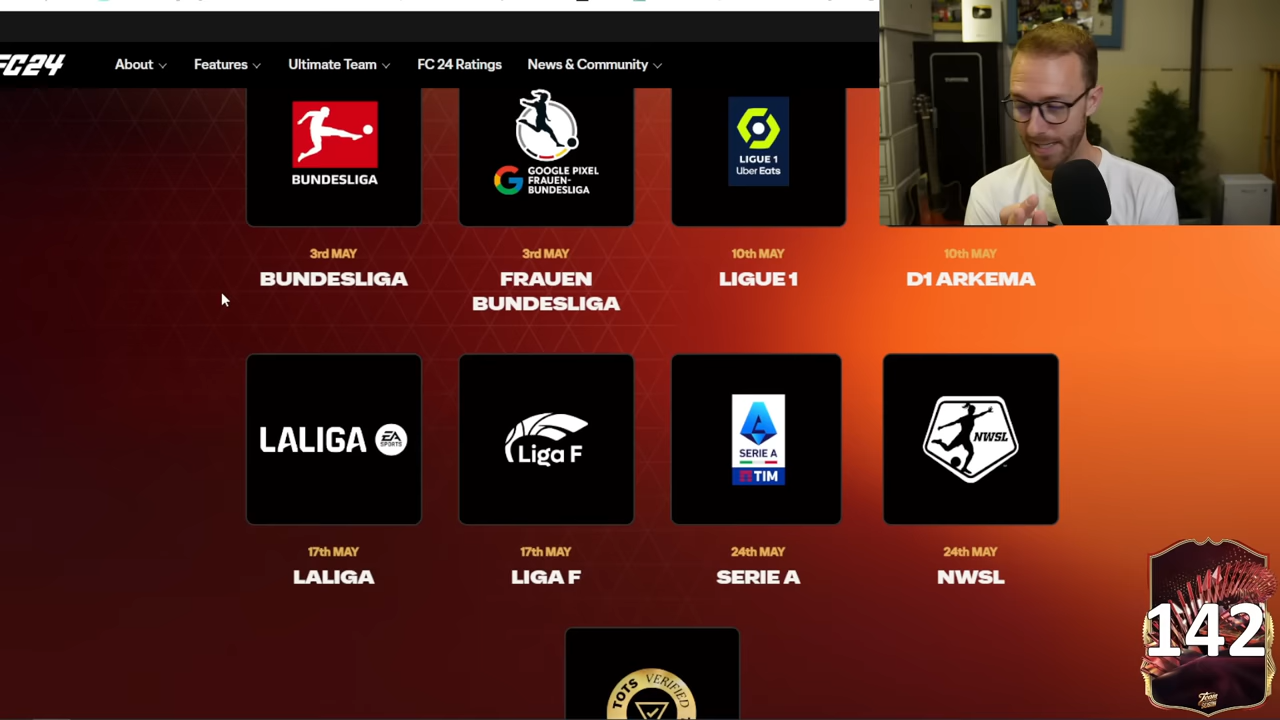 FC24
About
Features
Ultimate Team
FC 24 Ratings
News & Community
BUNDESLIGA
GOOGLE PIXEL
FRAUEN-
BUNDESLIGA
LIGUE 1
Uber Eats
3rd MAY
BUNDESLIGA
3rd MAY
FRAUEN
BUNDESLIGA
10th MAY
LIGUE 1
10th MAY
D1 ARKEMA
LALIGA
EA
SPORTS
Liga F
SERIE A
TIM
NWSL
17th MAY
LALIGA
17th MAY
LIGA F
24th MAY
SERIE A
24th MAY
NWSL
TOTS VERIFIED
142